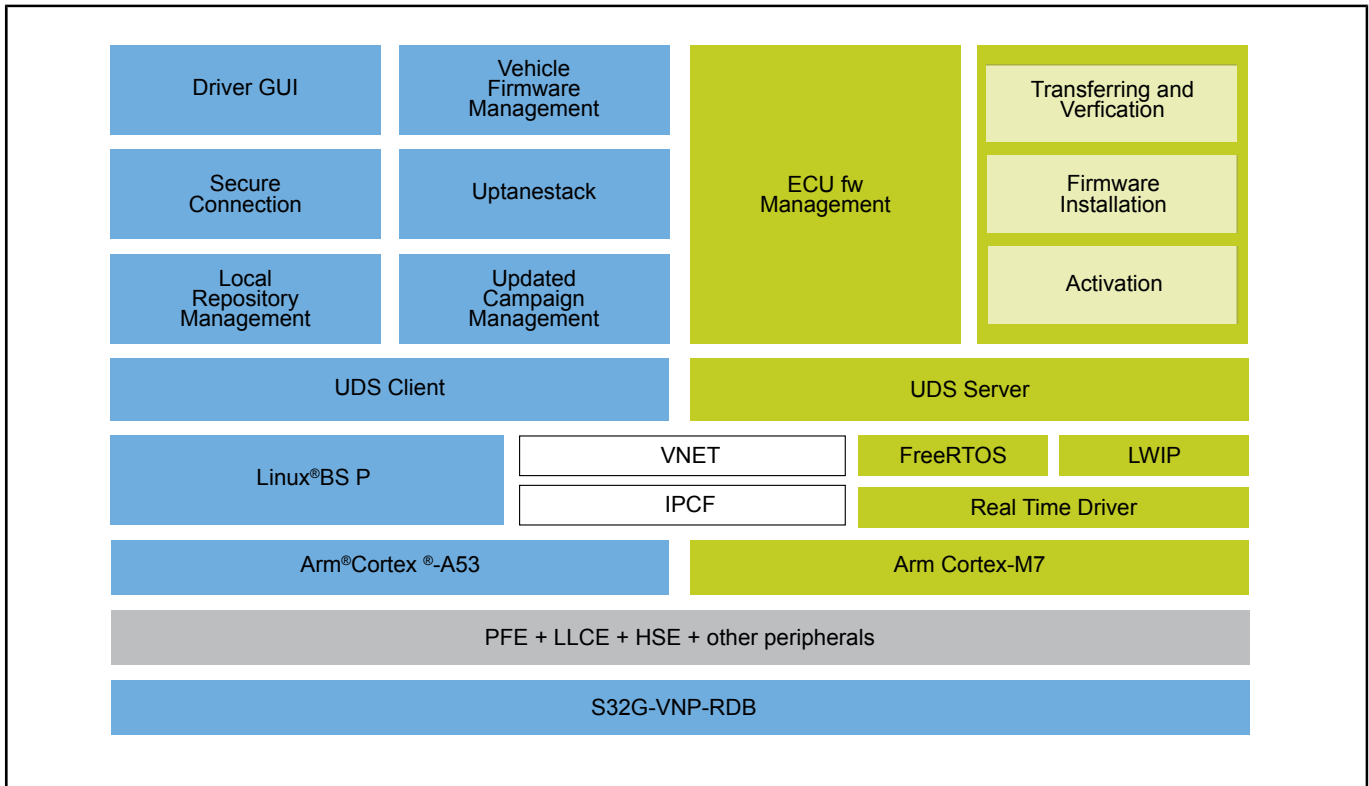 Driver GUI
Vehicle
Firmware
Management
Secure
Connection
Uptanestack
Local
Repository
Management
Updated
Campaign
Management
ECU fw
Management
Transferring and
Verfication
Firmware
Installation
Activation
UDS Client
UDS Server
Linux®BS P
VNET
IPCF
FreeRTOS
LWIP
Real Time Driver
Arm®Cortex ®-A53
Arm Cortex-M7
PFE + LLCE + HSE + other peripherals
S32G-VNP-RDB